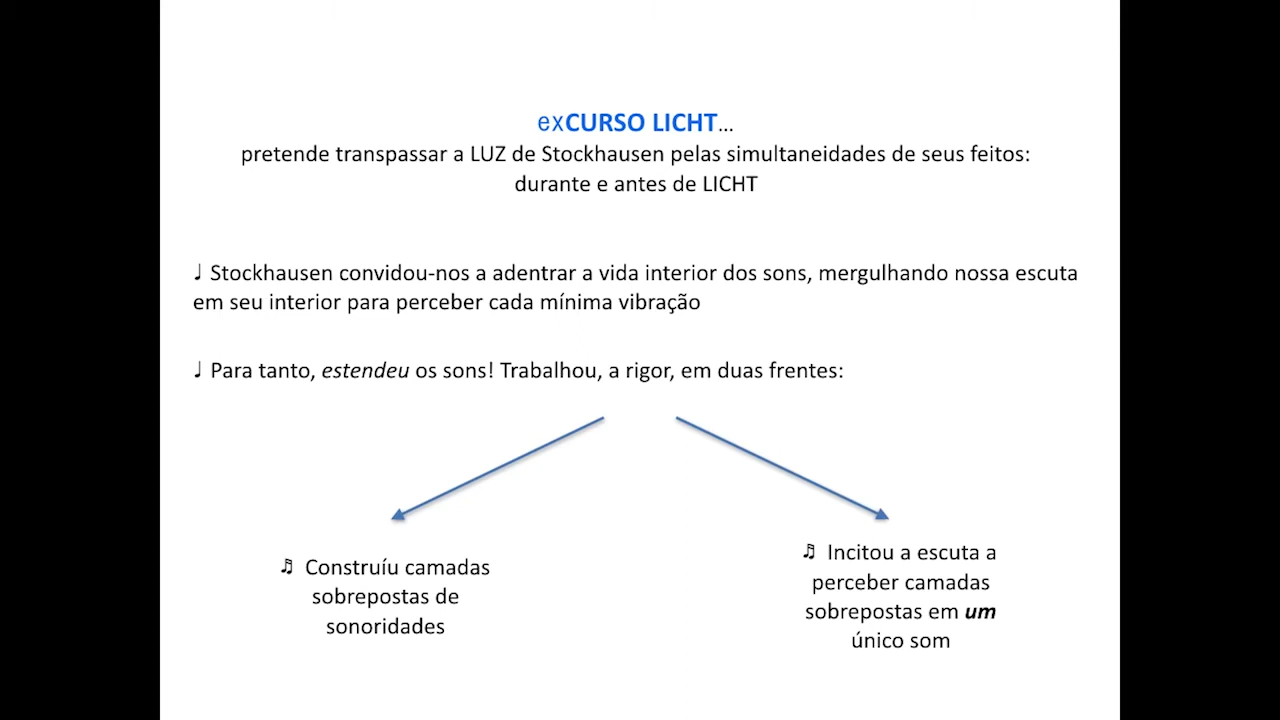 exCURSO LICHT...
pretende transpassar a LUZ de Stockhausen pelas simultaneidades de seus feitos:
durante e antes de LICHT
♩ Stockhausen convidou-nos a adentrar a vida interior dos sons, mergulhando nossa escuta
em seu interior para perceber cada mínima vibração
♩ Para tanto, estendeu os sons! Trabalhou, a rigor, em duas frentes:
♬ Construíu camadas
sobrepostas de
sonoridades
♬ Incitou a escuta a
perceber camadas
sobrepostas em um
único som